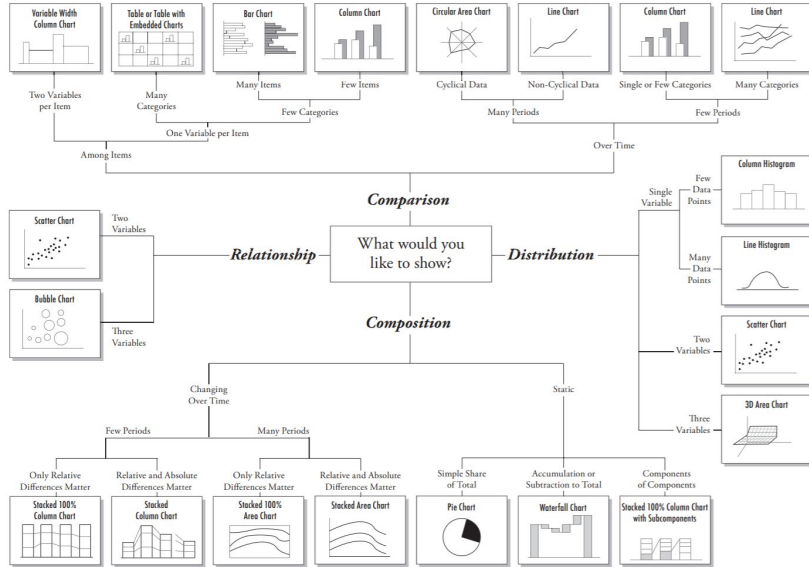 Variable Width
Column Chart
Table or Table with
Embedded Charts
Bar Chart
Column Chart
Circular Area Chart
Line Chart
Column Chart
Line Chart
Two Variables
per Item
Many
Categories
Many Items
Few Items
Cyclical Data
Non-Cyclical Data
Single or Few Categories
Many Categories
Few Categories
Many Periods
Few Periods
One Variable per Item
Among Items
Over Time
Comparison
What would you
like to show?
Relationship
Two
Variables
Scatter Chart
Three
Variables
Bubble Chart
Distribution
Single
Variable
Few
Data
Points
Column Histogram
Many
Data
Points
Line Histogram
Two
Variables
Scatter Chart
Three
Variables
3D Area Chart
Composition
Changing
Over Time
Static
Few Periods
Many Periods
Only Relative
Differences Matter
Relative and Absolute
Differences Matter
Only Relative
Differences Matter
Relative and Absolute
Differences Matter
Simple Share
of Total
Accumulation or
Subtraction to Total
Components
of Components
Stacked 100%
Column Chart
Stacked
Column Chart
Stacked 100%
Area Chart
Stacked Area Chart
Pie Chart
Waterfall Chart
Stacked 100% Column Chart
with Subcomponents